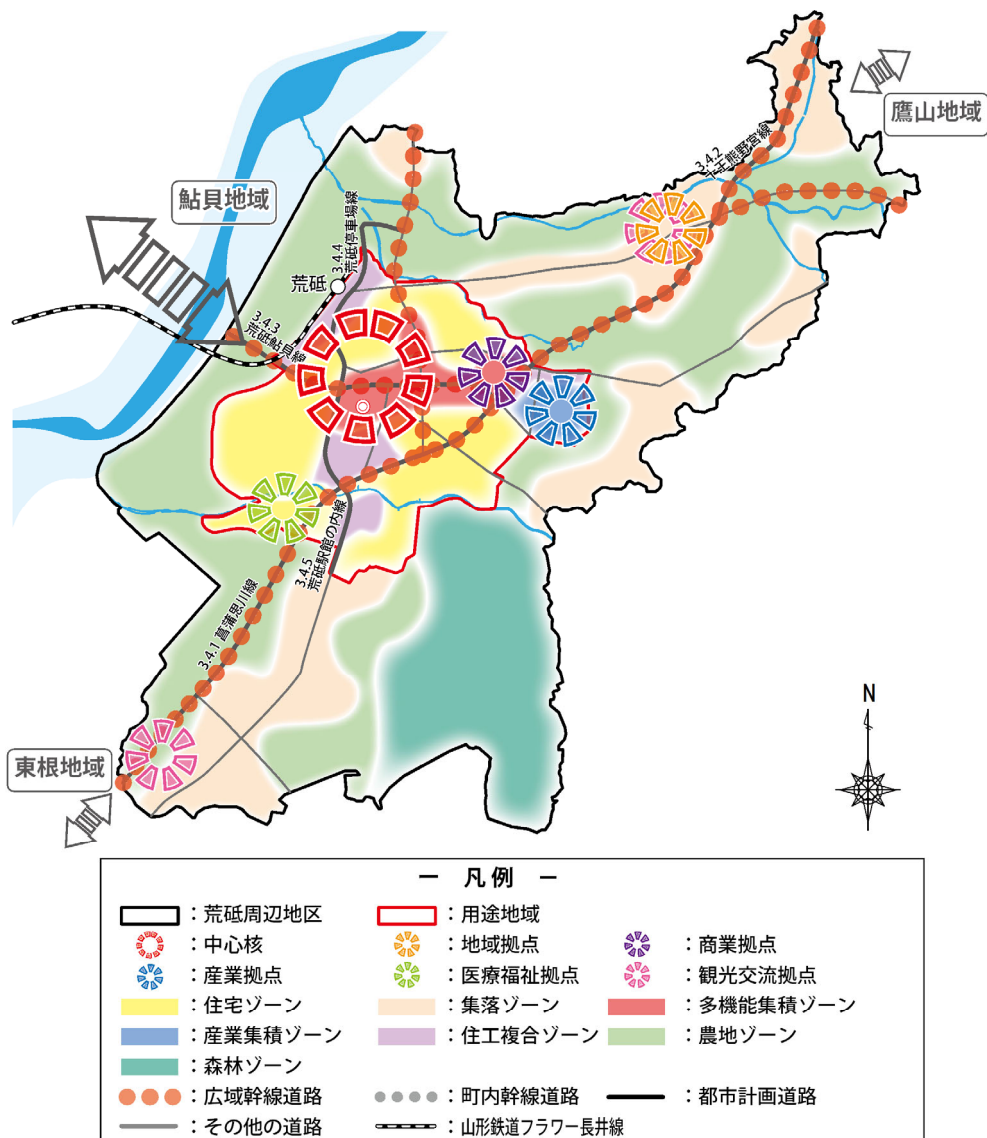 鷹山地域
鮎貝地域
3.4.2
十王熊野宮線
3.4.4
荒砥停車場線
荒砥
3.4.3
荒砥鮎貝線
3.4.5
荒砥駅館の内線
3.4.1 菖蒲思川線
東根地域
N
ー 凡例 ー
：荒砥周辺地区 ：用途地域
：中心核 ：地域拠点 ：商業拠点
：産業拠点 ：医療福祉拠点 ：観光交流拠点
：住宅ゾーン ：集落ゾーン ：多機能集積ゾーン
：産業集積ゾーン ：住工複合ゾーン ：農地ゾーン
：森林ゾーン
：広域幹線道路 ：町内幹線道路 ：都市計画道路
：その他の道路 ：山形鉄道フラワー長井線